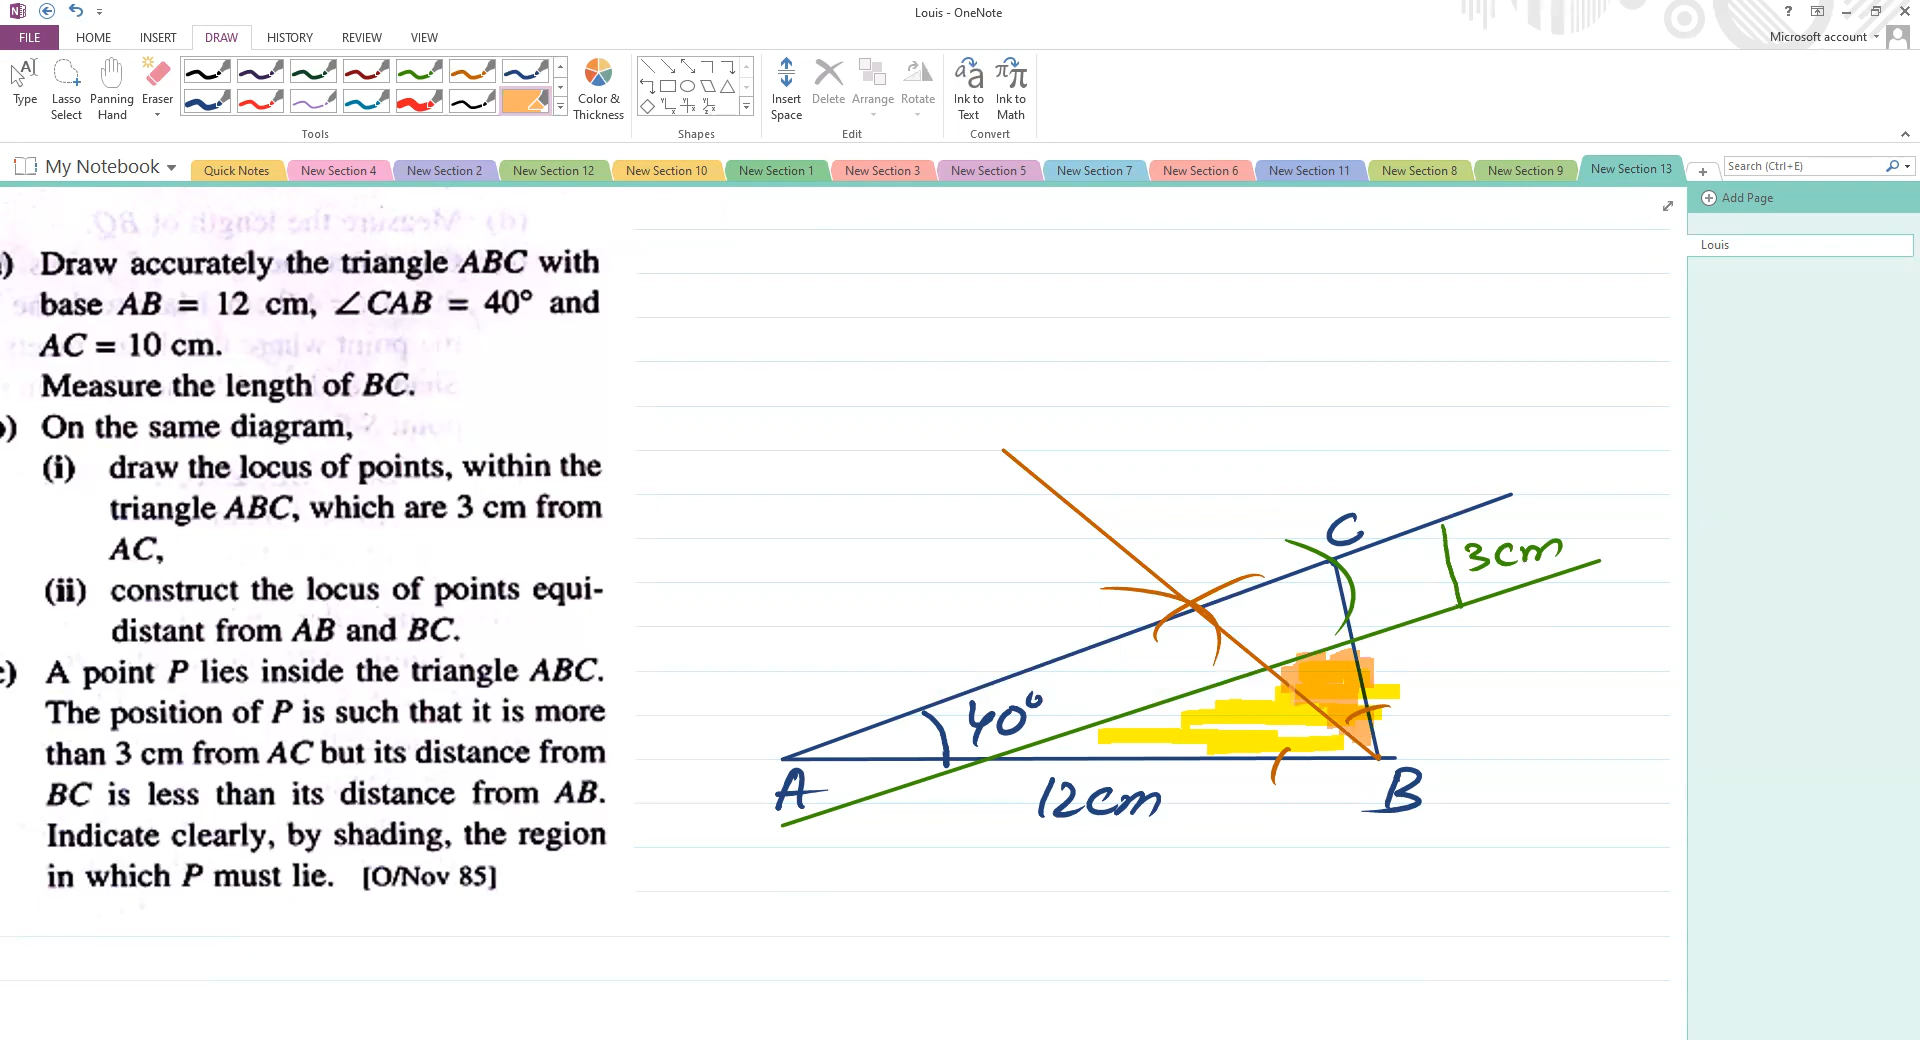 Louis - OneNote
FILE HOME INSERT DRAW HISTORY REVIEW VIEW
Microsoft account
Type
Lasso Select
Panning Hand
Eraser
Color & Thickness
Insert Space
Delete
Arrange
Rotate
Ink to Text
Ink to Math
Tools
Shapes
Edit
Convert
My Notebook
Quick Notes New Section 4 New Section 2 New Section 12 New Section 10 New Section 1 New Section 3 New Section 5 New Section 7 New Section 6 New Section 11 New Section 8 New Section 9 New Section 13
Search (Ctrl+E)
Add Page
Louis
) Draw accurately the triangle ABC with
base AB = 12 cm, ∠CAB = 40° and
AC = 10 cm.
Measure the length of BC.
) On the same diagram,
(i) draw the locus of points, within the
triangle ABC, which are 3 cm from
AC,
(ii) construct the locus of points equi-
distant from AB and BC.
) A point P lies inside the triangle ABC.
The position of P is such that it is more
than 3 cm from AC but its distance from
BC is less than its distance from AB.
Indicate clearly, by shading, the region
in which P must lie. [O/Nov 85]
C
3cm
40°
A
12cm
B